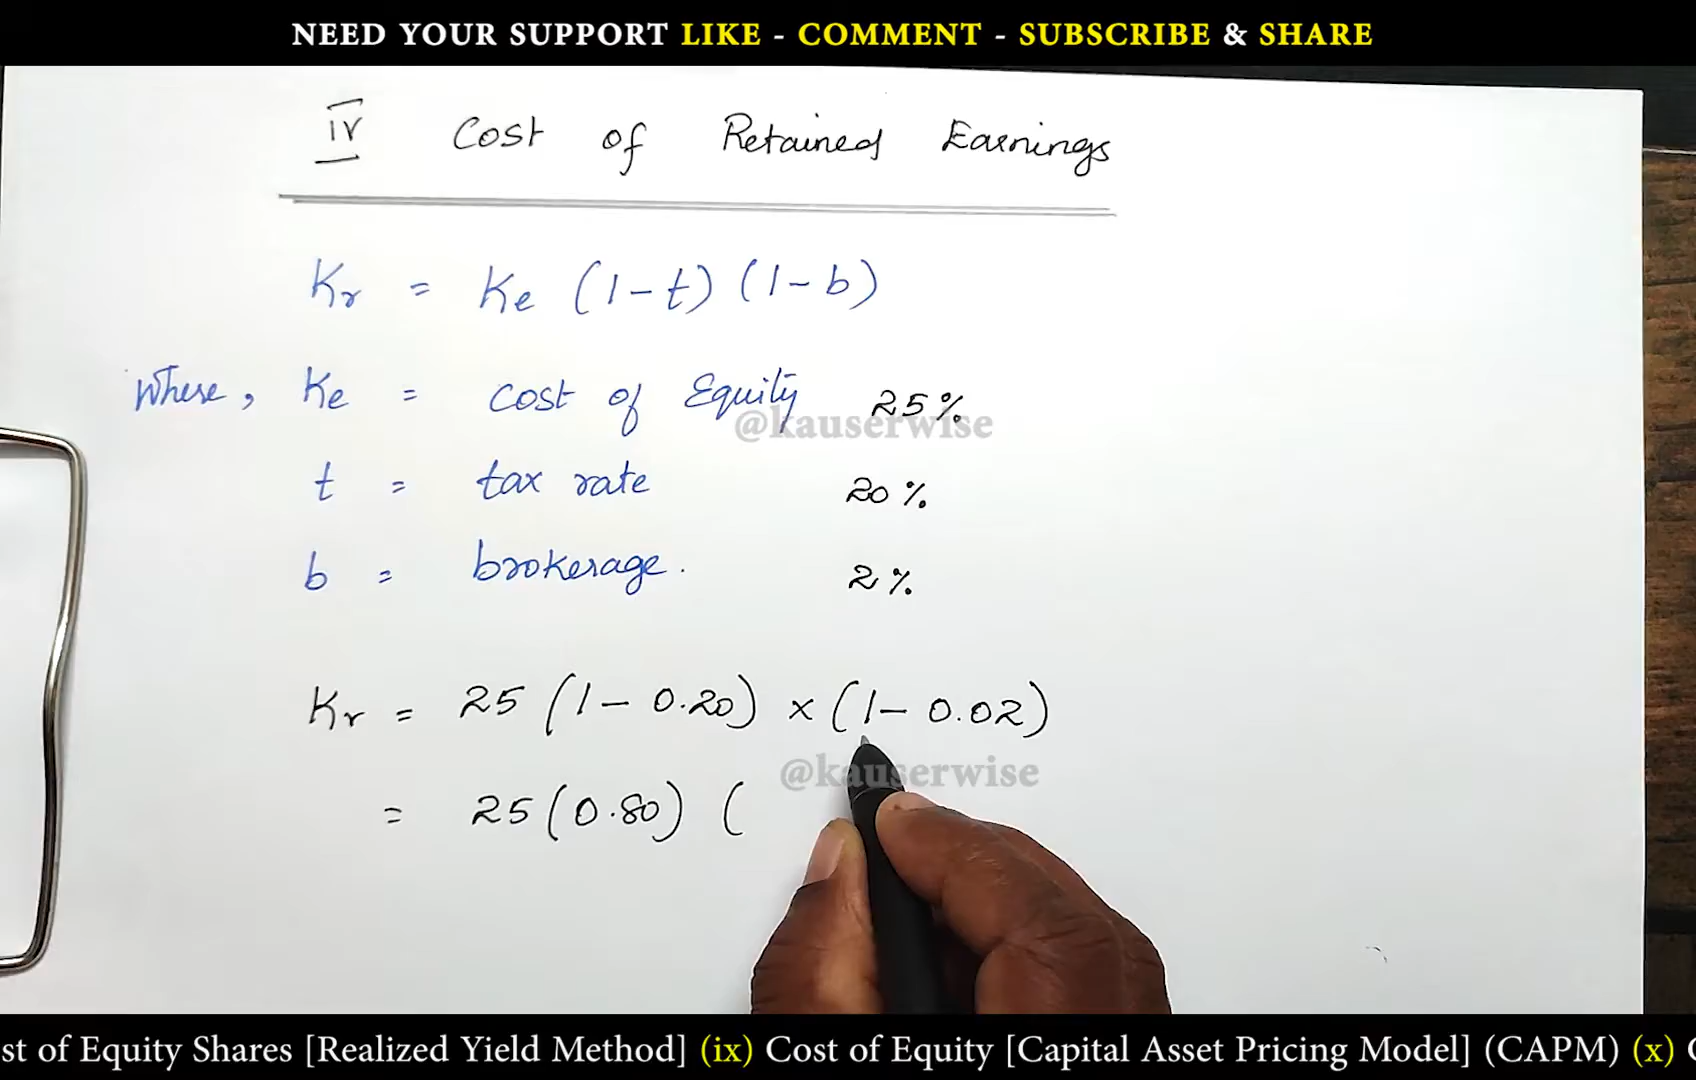 NEED YOUR SUPPORT LIKE - COMMENT - SUBSCRIBE & SHARE
iv Cost of Retained Earnings
Kr = Ke (1-t) (1-b)
Where, Ke = Cost of Equity 25%
@kauserwise
t = tax rate 20%
b = brokerage. 2%
Kr = 25 (1 - 0.20) × (1 - 0.02)
@kauserwise
= 25 (0.80) (
st of Equity Shares [Realized Yield Method] (ix) Cost of Equity [Capital Asset Pricing Model] (CAPM) (x) C